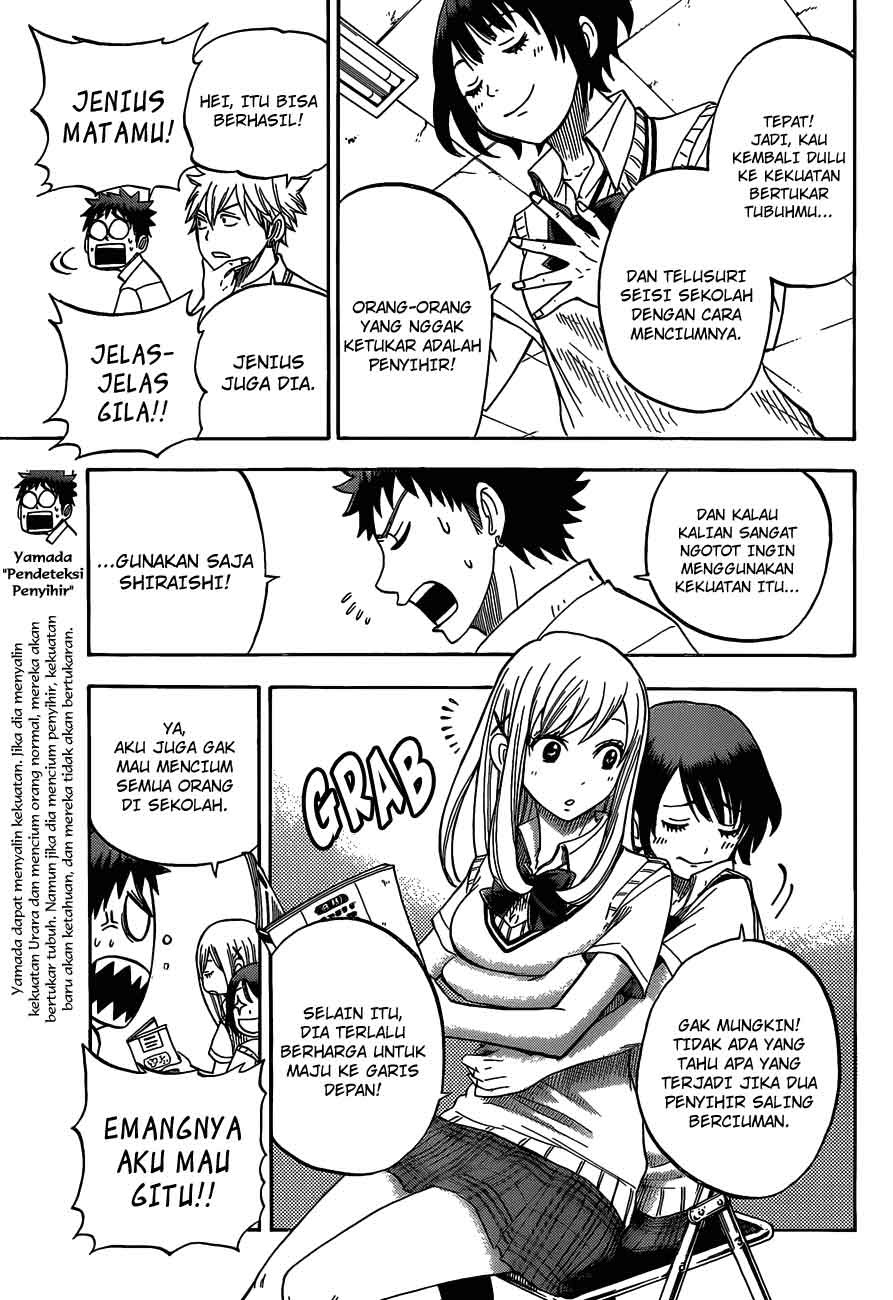 TEPAT!
JADI, KAU
KEMBALI DULU
KE KEKUATAN
BERTUKAR
TUBUHMU...
DAN TELUSURI
SEISI SEKOLAH
DENGAN CARA
MENCIUMNYA.
ORANG-ORANG
YANG NGGAK
KETUKAR ADALAH
PENYIHIR!
HEI, ITU BISA
BERHASIL!
JENIUS
MATAMU!
JENIUS
JUGA DIA.
JELAS-
JELAS
GILA!!
DAN KALAU
KALIAN SANGAT
NGOTOT INGIN
MENGGUNAKAN
KEKUATAN ITU...
...GUNAKAN SAJA
SHIRAISHI!
Yamada
"Pendeteksi
Penyihir"
Yamada dapat menyalin kekuatan. Jika dia menyalin
kekuatan Urara dan mencium orang normal, mereka akan
bertukar tubuh. Namun jika dia mencium penyihir, kekuatan
baru akan ketahuan, dan mereka tidak akan bertukaran.
GRAB
GAK MUNGKIN!
TIDAK ADA YANG
TAHU APA YANG
TERJADI JIKA DUA
PENYIHIR SALING
BERCIUMAN.
SELAIN ITU,
DIA TERLALU
BERHARGA UNTUK
MAJU KE GARIS
DEPAN!
YA,
AKU JUGA GAK
MAU MENCIUM
SEMUA ORANG
DI SEKOLAH.
EMANGNYA
AKU MAU
GITU!!